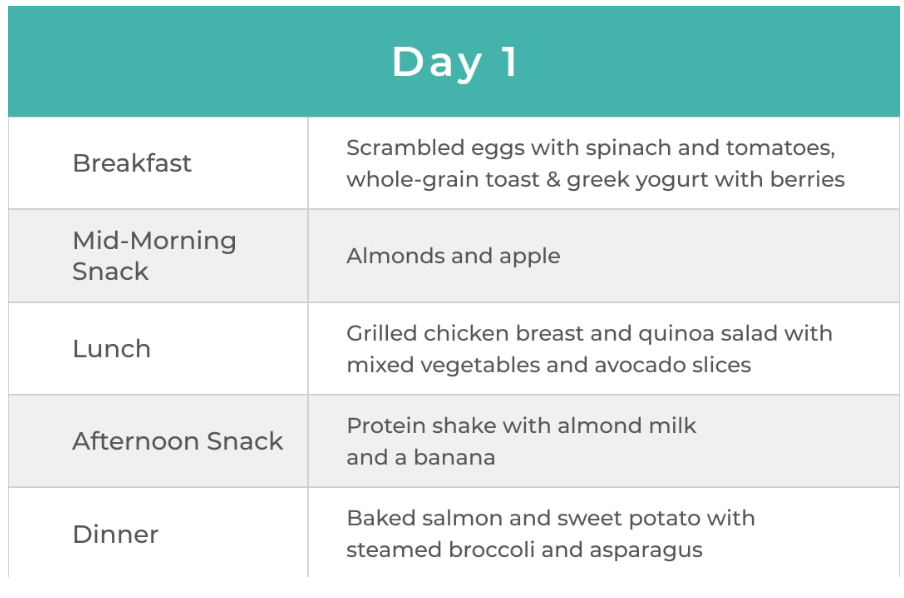 Day 1
Breakfast
Scrambled eggs with spinach and tomatoes,
whole-grain toast & greek yogurt with berries
Mid-Morning
Snack
Almonds and apple
Lunch
Grilled chicken breast and quinoa salad with
mixed vegetables and avocado slices
Afternoon Snack
Protein shake with almond milk
and a banana
Dinner
Baked salmon and sweet potato with
steamed broccoli and asparagus